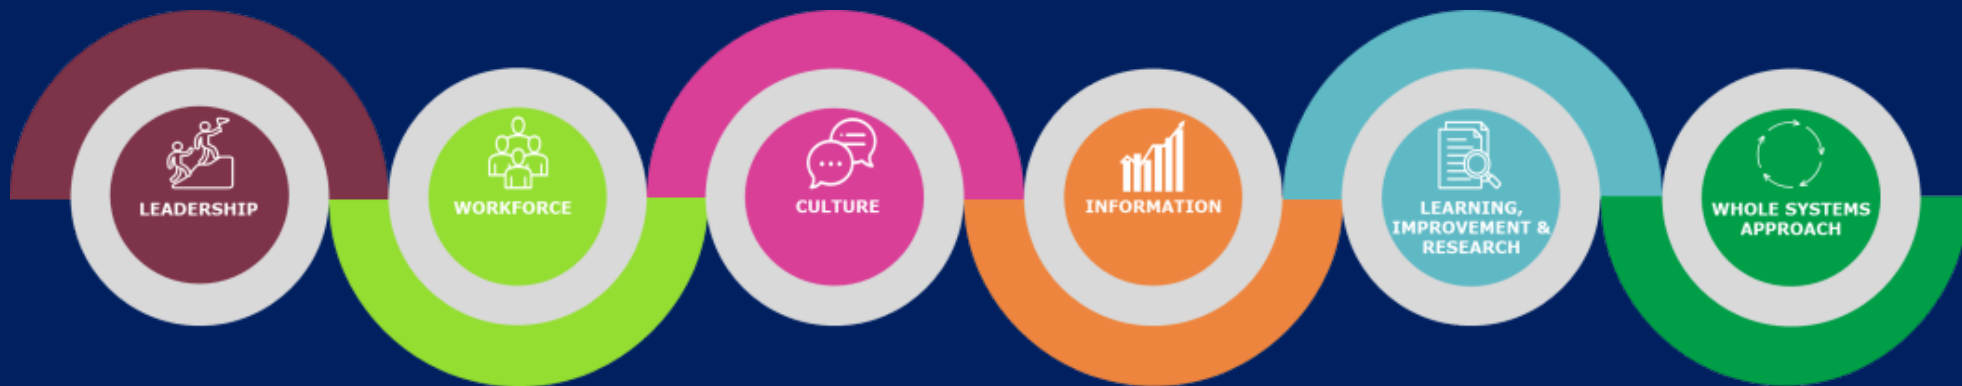 LEADERSHIP
WORKFORCE
CULTURE
INFORMATION
LEARNING,
IMPROVEMENT &
RESEARCH
WHOLE SYSTEMS
APPROACH